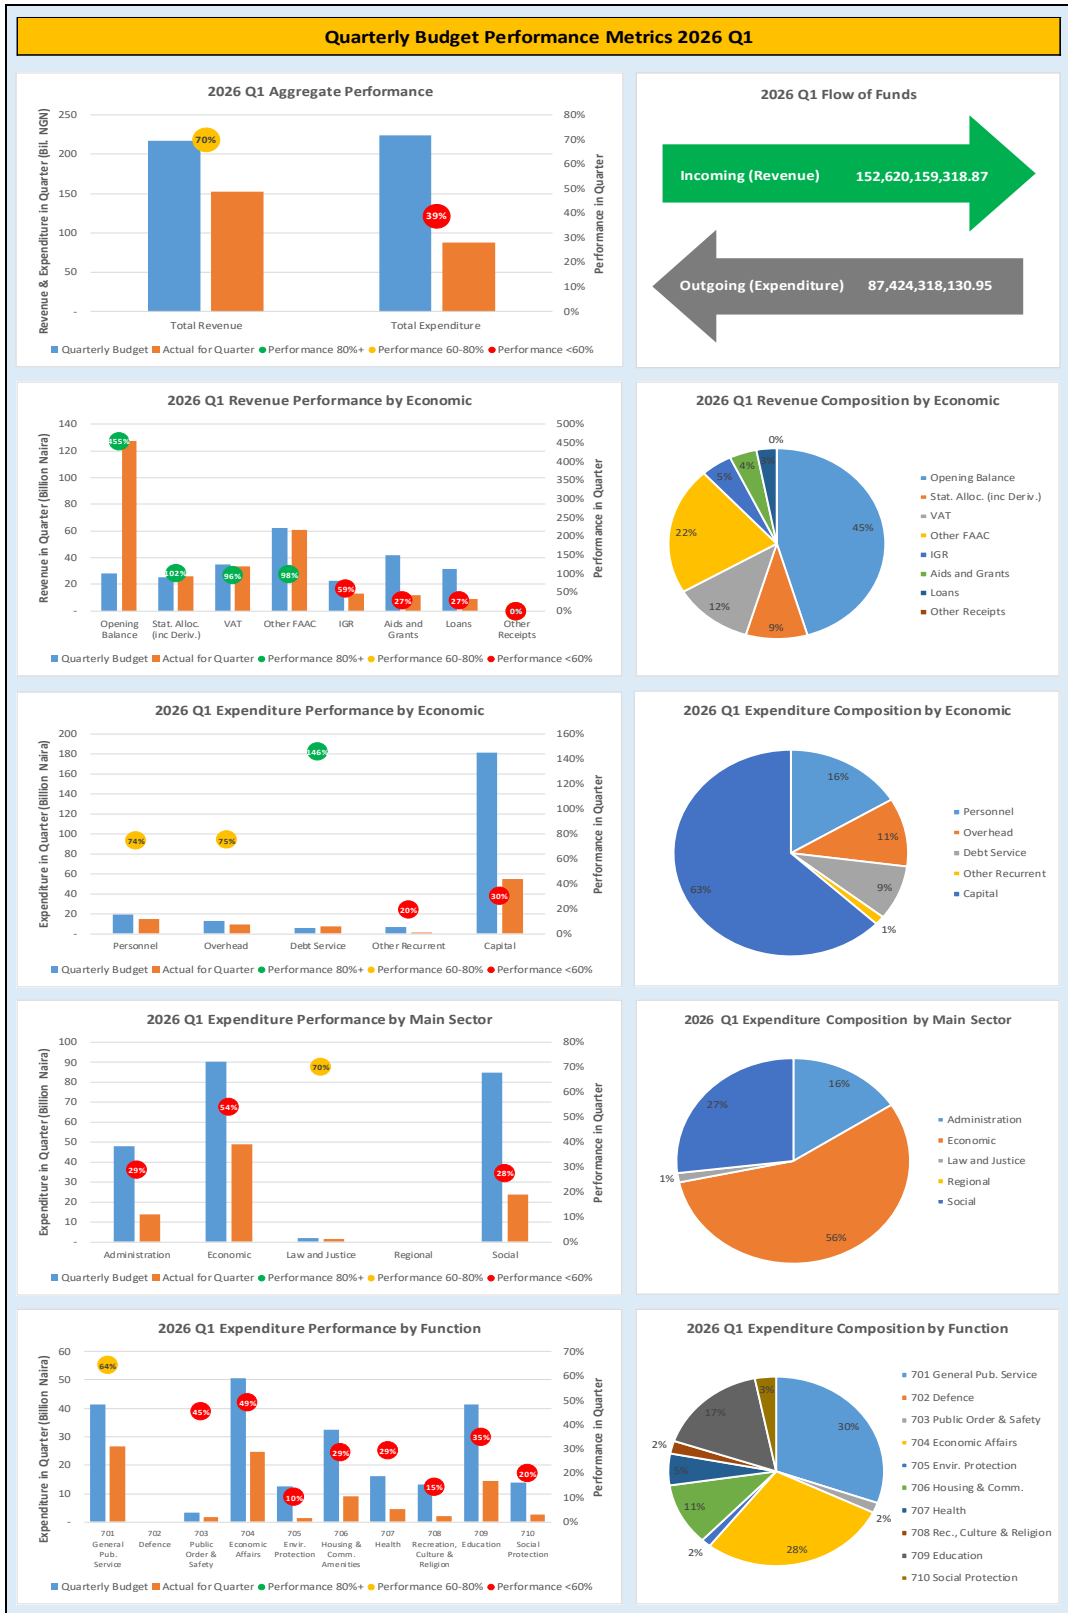 Quarterly Budget Performance Metrics 2026 Q1
2026 Q1 Aggregate Performance
Revenue & Expenditure in Quarter (Bil. NGN)
250
200
150
100
50
-
80%
70%
60%
50%
40%
30%
20%
10%
0%
Performance in Quarter
70%
39%
Total Revenue
Total Expenditure
Quarterly Budget Actual for Quarter Performance 80%+ Performance 60-80% Performance <60%
2026 Q1 Flow of Funds
Incoming (Revenue) 152,620,159,318.87
Outgoing (Expenditure) 87,424,318,130.95
2026 Q1 Revenue Performance by Economic
Revenue in Quarter (Billion Naira)
140
120
100
80
60
40
20
-
500%
450%
400%
350%
300%
250%
200%
150%
100%
50%
0%
Performance in Quarter
455%
102%
96%
98%
59%
27%
27%
0%
Opening Balance
Stat. Alloc. (inc Deriv.)
VAT
Other FAAC
IGR
Aids and Grants
Loans
Other Receipts
Quarterly Budget Actual for Quarter Performance 80%+ Performance 60-80% Performance <60%
2026 Q1 Revenue Composition by Economic
0%
3%
4%
5%
22%
12%
9%
45%
Opening Balance
Stat. Alloc. (inc Deriv.)
VAT
Other FAAC
IGR
Aids and Grants
Loans
Other Receipts
2026 Q1 Expenditure Performance by Economic
Expenditure in Quarter (Billion Naira)
200
180
160
140
120
100
80
60
40
20
-
160%
140%
120%
100%
80%
60%
40%
20%
0%
Performance in Quarter
74%
75%
146%
20%
30%
Personnel
Overhead
Debt Service
Other Recurrent
Capital
Quarterly Budget Actual for Quarter Performance 80%+ Performance 60-80% Performance <60%
2026 Q1 Expenditure Composition by Economic
16%
11%
9%
1%
63%
Personnel
Overhead
Debt Service
Other Recurrent
Capital
2026 Q1 Expenditure Performance by Main Sector
Expenditure in Quarter (Billion Naira)
100
90
80
70
60
50
40
30
20
10
-
80%
70%
60%
50%
40%
30%
20%
10%
0%
Performance in Quarter
29%
54%
70%
28%
Administration
Economic
Law and Justice
Regional
Social
Quarterly Budget Actual for Quarter Performance 80%+ Performance 60-80% Performance <60%
2026 Q1 Expenditure Composition by Main Sector
16%
56%
1%
27%
Administration
Economic
Law and Justice
Regional
Social
2026 Q1 Expenditure Performance by Function
Expenditure in Quarter (Billion Naira)
60
50
40
30
20
10
-
70%
60%
50%
40%
30%
20%
10%
0%
Performance in Quarter
64%
45%
49%
10%
29%
29%
15%
35%
20%
701 General Pub. Service
702 Defence
703 Public Order & Safety
704 Economic Affairs
705 Envir. Protection
706 Housing & Comm. Amenities
707 Health
708 Recreation, Culture & Religion
709 Education
710 Social Protection
Quarterly Budget Actual for Quarter Performance 80%+ Performance 60-80% Performance <60%
2026 Q1 Expenditure Composition by Function
3%
30%
2%
28%
2%
11%
5%
2%
17%
701 General Pub. Service
702 Defence
703 Public Order & Safety
704 Economic Affairs
705 Envir. Protection
706 Housing & Comm.
707 Health
708 Rec., Culture & Religion
709 Education
710 Social Protection